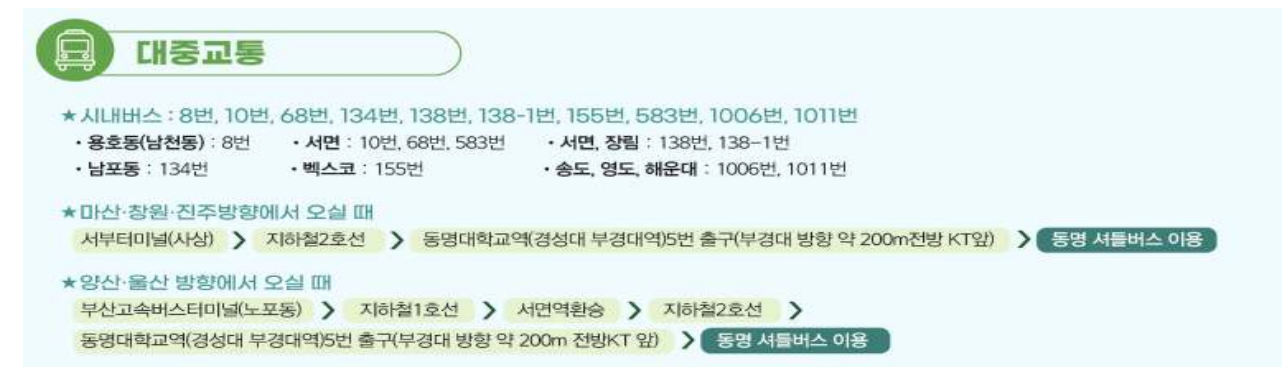 대중교통
★시내버스 : 8번, 10번, 68번, 134번, 138번, 138-1번, 155번, 583번, 1006번, 1011번
• 용호동(남천동) : 8번 • 서면 : 10번, 68번, 583번 • 서면, 장림 : 138번, 138-1번
• 남포동 : 134번 • 벡스코 : 155번 • 송도, 영도, 해운대 : 1006번, 1011번
★마산·창원·진주방향에서 오실 때
서부터미널(사상) > 지하철2호선 > 동명대학교역(경성대 부경대역)5번 출구(부경대 방향 약 200m전방 KT앞) > 동명 셔틀버스 이용
★양산·울산 방향에서 오실 때
부산고속버스터미널(노포동) > 지하철1호선 > 서면역환승 > 지하철2호선 >
동명대학교역(경성대 부경대역)5번 출구(부경대 방향 약 200m 전방KT 앞) > 동명 셔틀버스 이용